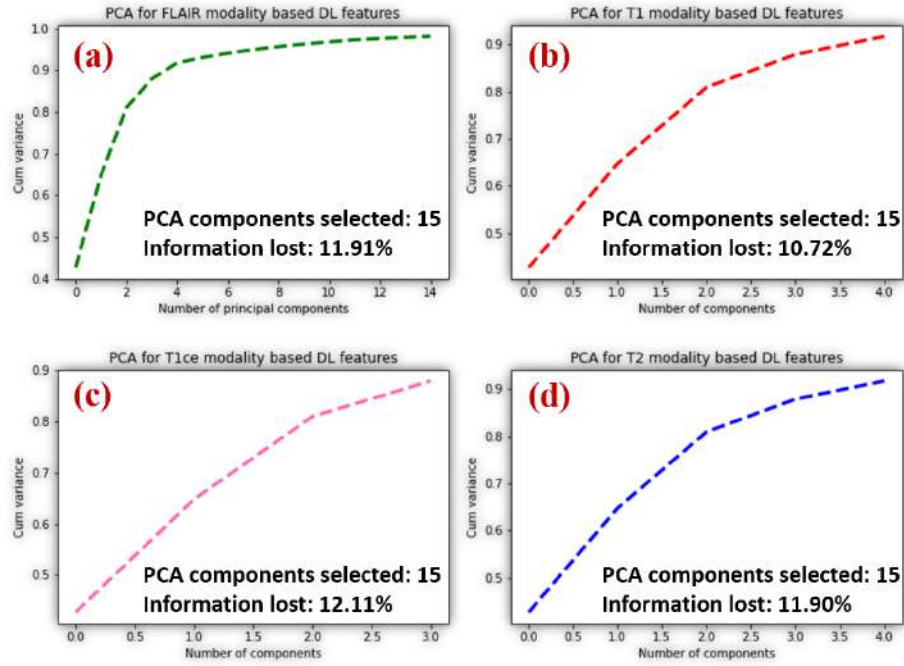 PCA for FLAIR modality based DL features
(a)
Cum variance
1.0
0.9
0.8
0.7
0.6
0.5
0.4
PCA components selected: 15
Information lost: 11.91%
0 2 4 6 8 10 12 14
Number of principal components
PCA for T1 modality based DL features
(b)
Cum variance
0.9
0.8
0.7
0.6
0.5
PCA components selected: 15
Information lost: 10.72%
0.0 0.5 1.0 1.5 2.0 2.5 3.0 3.5 4.0
Number of components
PCA for T1ce modality based DL features
(c)
Cum variance
0.9
0.8
0.7
0.6
0.5
PCA components selected: 15
Information lost: 12.11%
0.0 0.5 1.0 1.5 2.0 2.5 3.0
Number of components
PCA for T2 modality based DL features
(d)
Cum variance
0.9
0.8
0.7
0.6
0.5
PCA components selected: 15
Information lost: 11.90%
0.0 0.5 1.0 1.5 2.0 2.5 3.0 3.5 4.0
Number of components